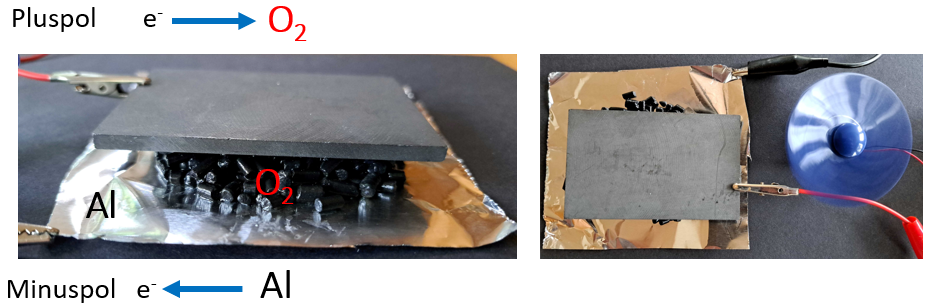 Pluspol e- O2
O2
Al
Minuspol e- Al